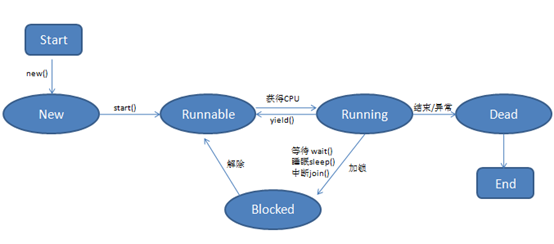 Start
new()
New
start()
Runnable
获得CPU
yield()
Running
结束/异常
Dead
等待 wait()
睡眠sleep()
中断join()
加锁
解除
Blocked
End